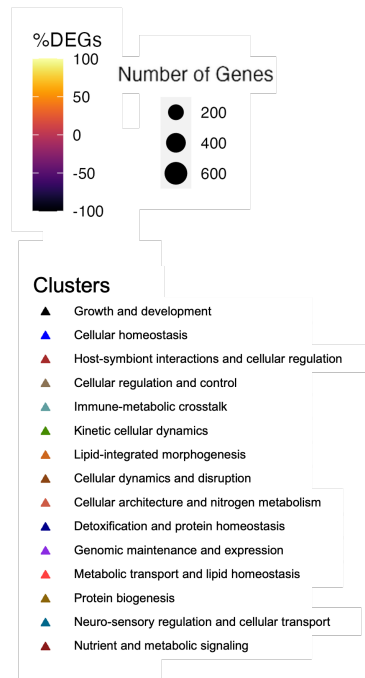 %DEGs
100
50
0
-50
-100
Number of Genes
200
400
600
Clusters
Growth and development
Cellular homeostasis
Host-symbiont interactions and cellular regulation
Cellular regulation and control
Immune-metabolic crosstalk
Kinetic cellular dynamics
Lipid-integrated morphogenesis
Cellular dynamics and disruption
Cellular architecture and nitrogen metabolism
Detoxification and protein homeostasis
Genomic maintenance and expression
Metabolic transport and lipid homeostasis
Protein biogenesis
Neuro-sensory regulation and cellular transport
Nutrient and metabolic signaling